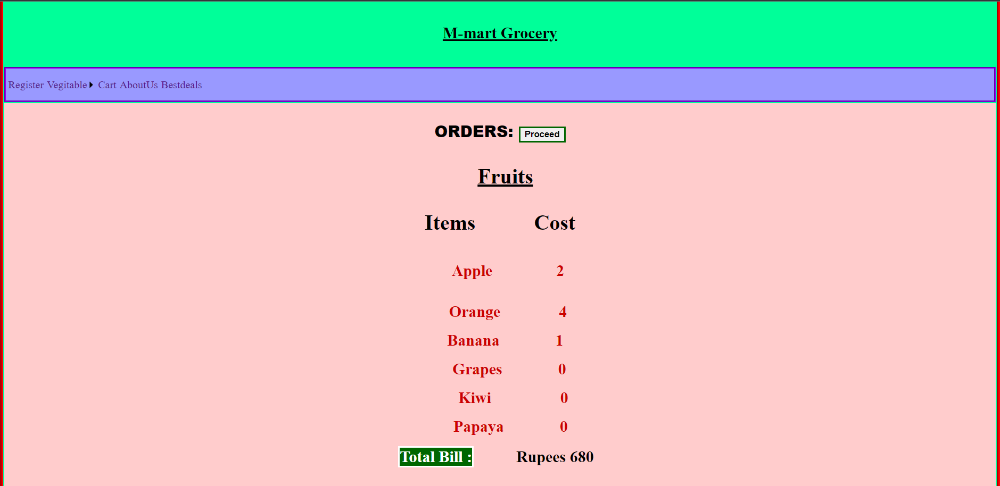 M-mart Grocery
Register Vegitable Cart AboutUs Bestdeals
ORDERS: Proceed
Fruits
Items Cost
Apple 2
Orange 4
Banana 1
Grapes 0
Kiwi 0
Papaya 0
Total Bill : Rupees 680